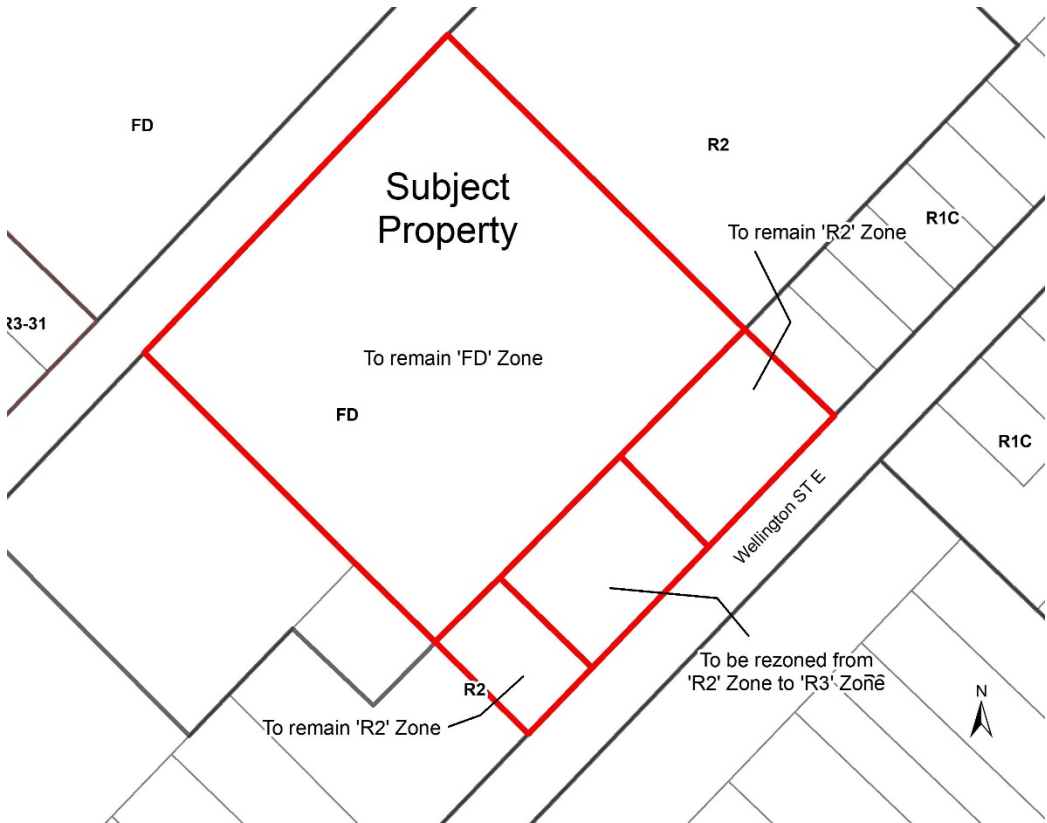 FD
R2
Subject
Property
R1C
To remain 'R2' Zone
R3-31
To remain 'FD' Zone
FD
R1C
Wellington ST E
To be rezoned from
'R2' Zone to 'R3' Zone
R2
To remain 'R2' Zone
N